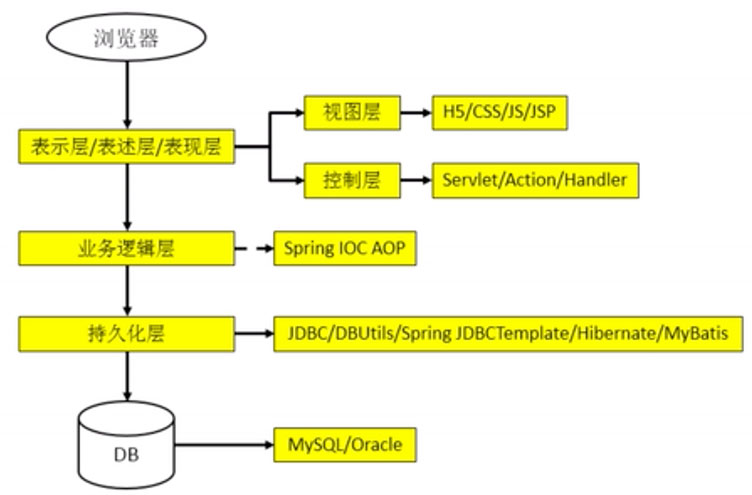 浏览器
视图层
H5/CSS/JS/JSP
表示层/表述层/表现层
控制层
Servlet/Action/Handler
业务逻辑层
Spring IOC AOP
持久化层
JDBC/DBUtils/Spring JDBCTemplate/Hibernate/MyBatis
DB
MySQL/Oracle